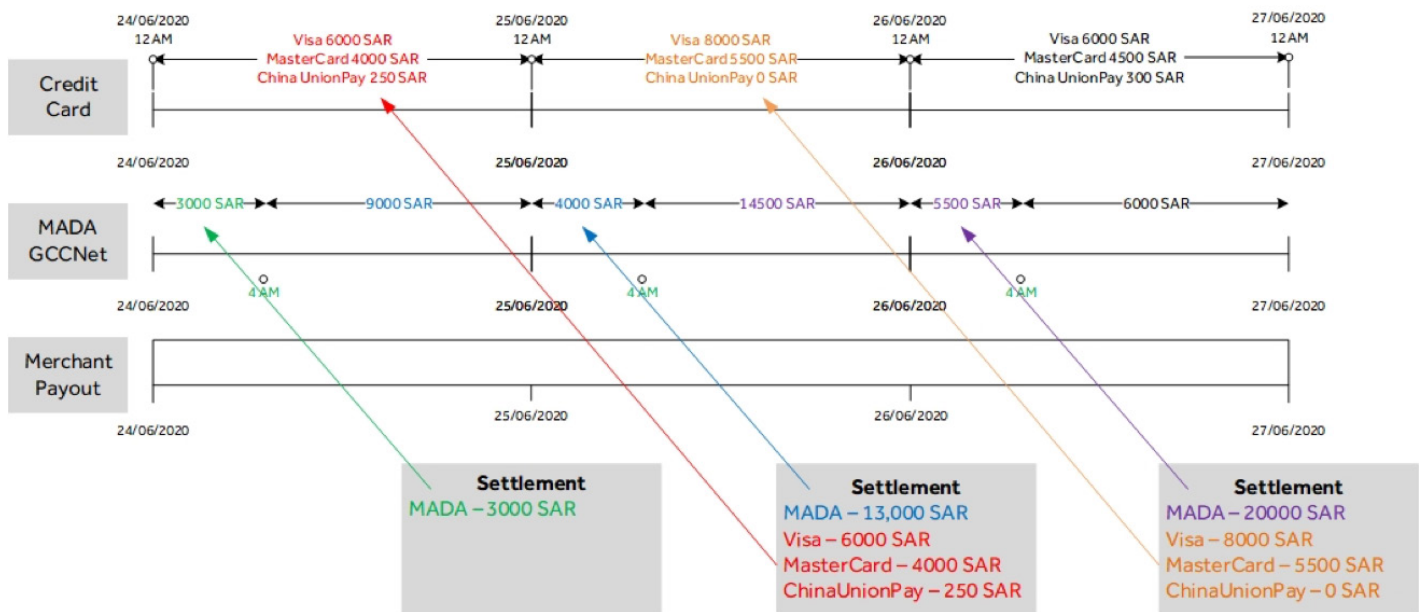 24/06/2020
12 AM
25/06/2020
12 AM
26/06/2020
12 AM
27/06/2020
12 AM
Credit
Card
Visa 6000 SAR
MasterCard 4000 SAR
China UnionPay 250 SAR
Visa 8000 SAR
MasterCard 5500 SAR
China UnionPay 0 SAR
Visa 6000 SAR
MasterCard 4500 SAR
China UnionPay 300 SAR
24/06/2020
25/06/2020
26/06/2020
27/06/2020
MADA
GCCNet
3000 SAR
9000 SAR
4000 SAR
14500 SAR
5500 SAR
6000 SAR
4 AM
4 AM
4 AM
24/06/2020
25/06/2020
26/06/2020
27/06/2020
Merchant
Payout
24/06/2020
25/06/2020
26/06/2020
27/06/2020
Settlement
MADA – 3000 SAR
Settlement
MADA – 13,000 SAR
Visa – 6000 SAR
MasterCard – 4000 SAR
ChinaUnionPay – 250 SAR
Settlement
MADA – 20000 SAR
Visa – 8000 SAR
MasterCard – 5500 SAR
ChinaUnionPay – 0 SAR